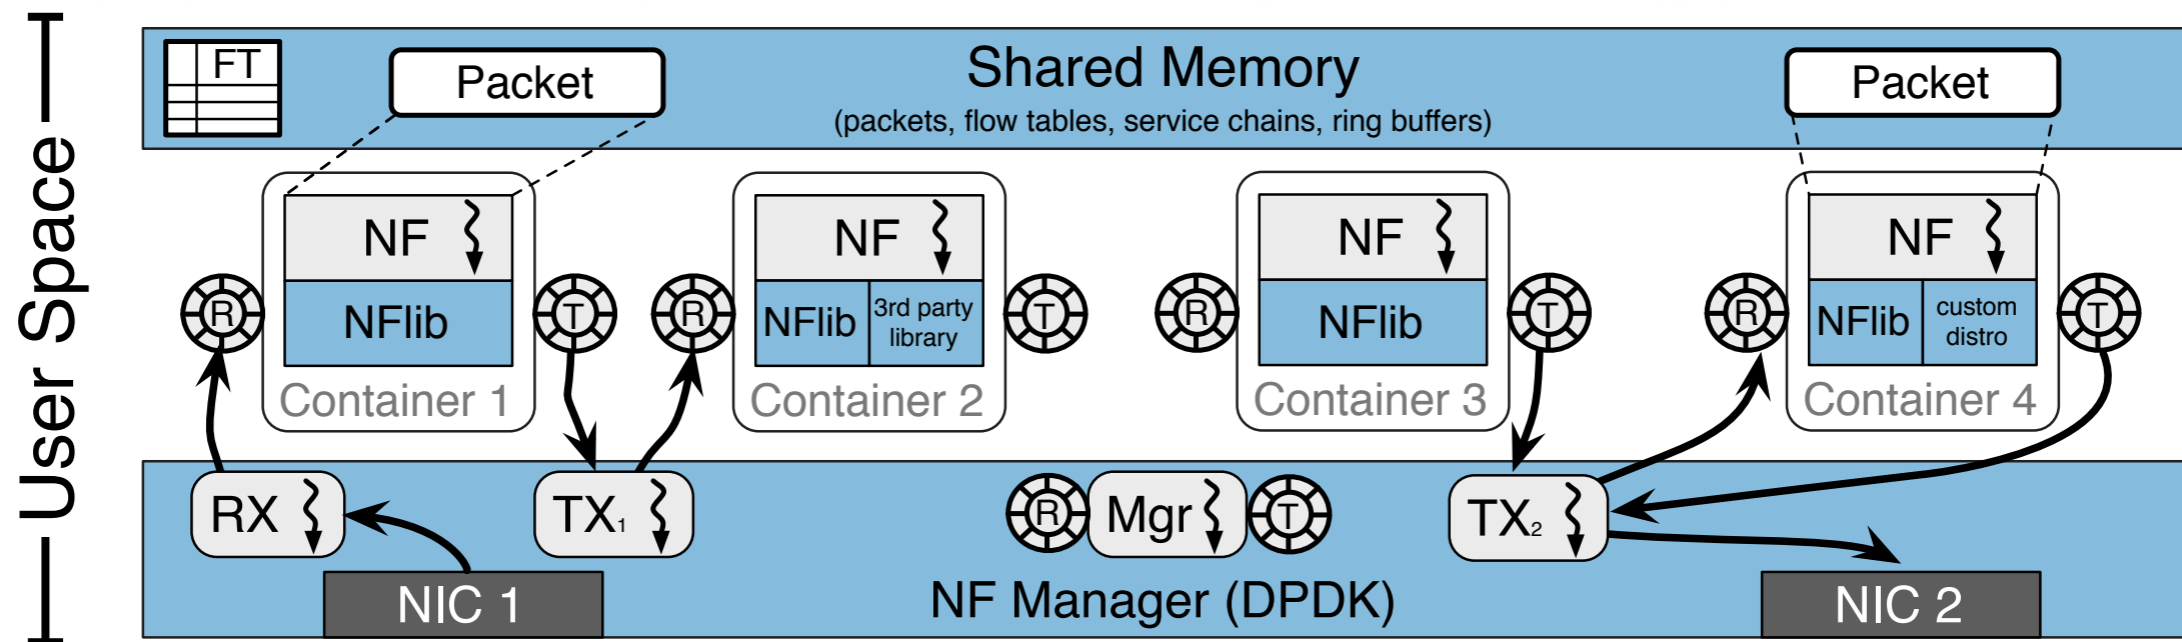 User Space
FT
Packet
Shared Memory
(packets, flow tables, service chains, ring buffers)
Packet
NF
NF
NF
NF
R
NFlib
T
R
NFlib
3rd party
library
T
R
NFlib
T
R
NFlib
custom
distro
T
Container 1
Container 2
Container 3
Container 4
RX
TX1
R
Mgr
T
TX2
NIC 1
NF Manager (DPDK)
NIC 2